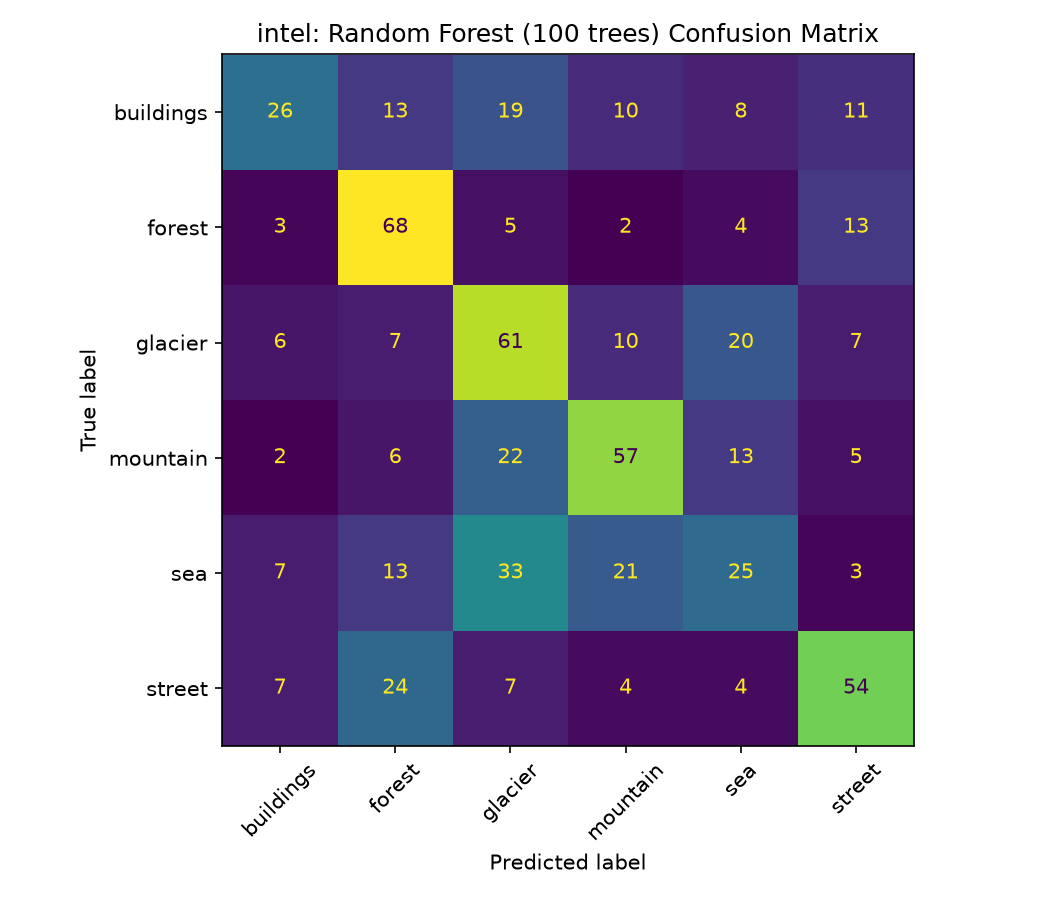 intel: Random Forest (100 trees) Confusion Matrix
buildings 26 13 19 10 8 11
forest 3 68 5 2 4 13
glacier 6 7 61 10 20 7
mountain 2 6 22 57 13 5
sea 7 13 33 21 25 3
street 7 24 7 4 4 54
True label
buildings forest glacier mountain sea street
Predicted label